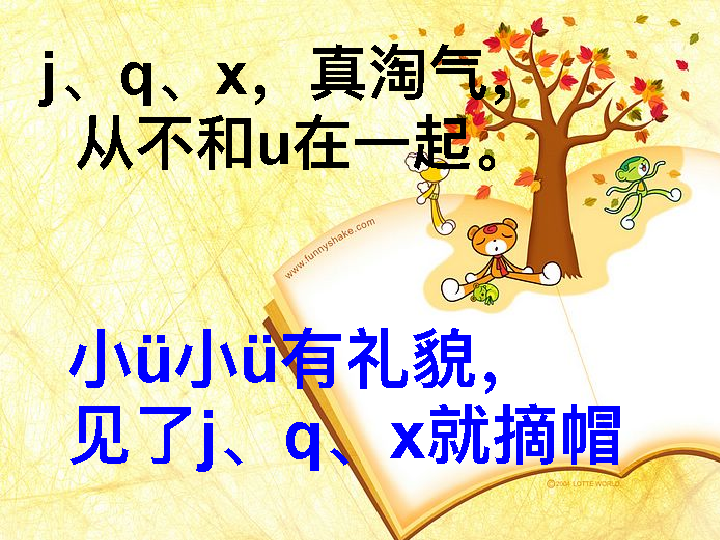 j、q、x，真淘气，
从不和u在一起。
www.funnyshake.com
小ü小ü有礼貌，
见了j、q、x就摘帽
©2004 LOTTE WORLD